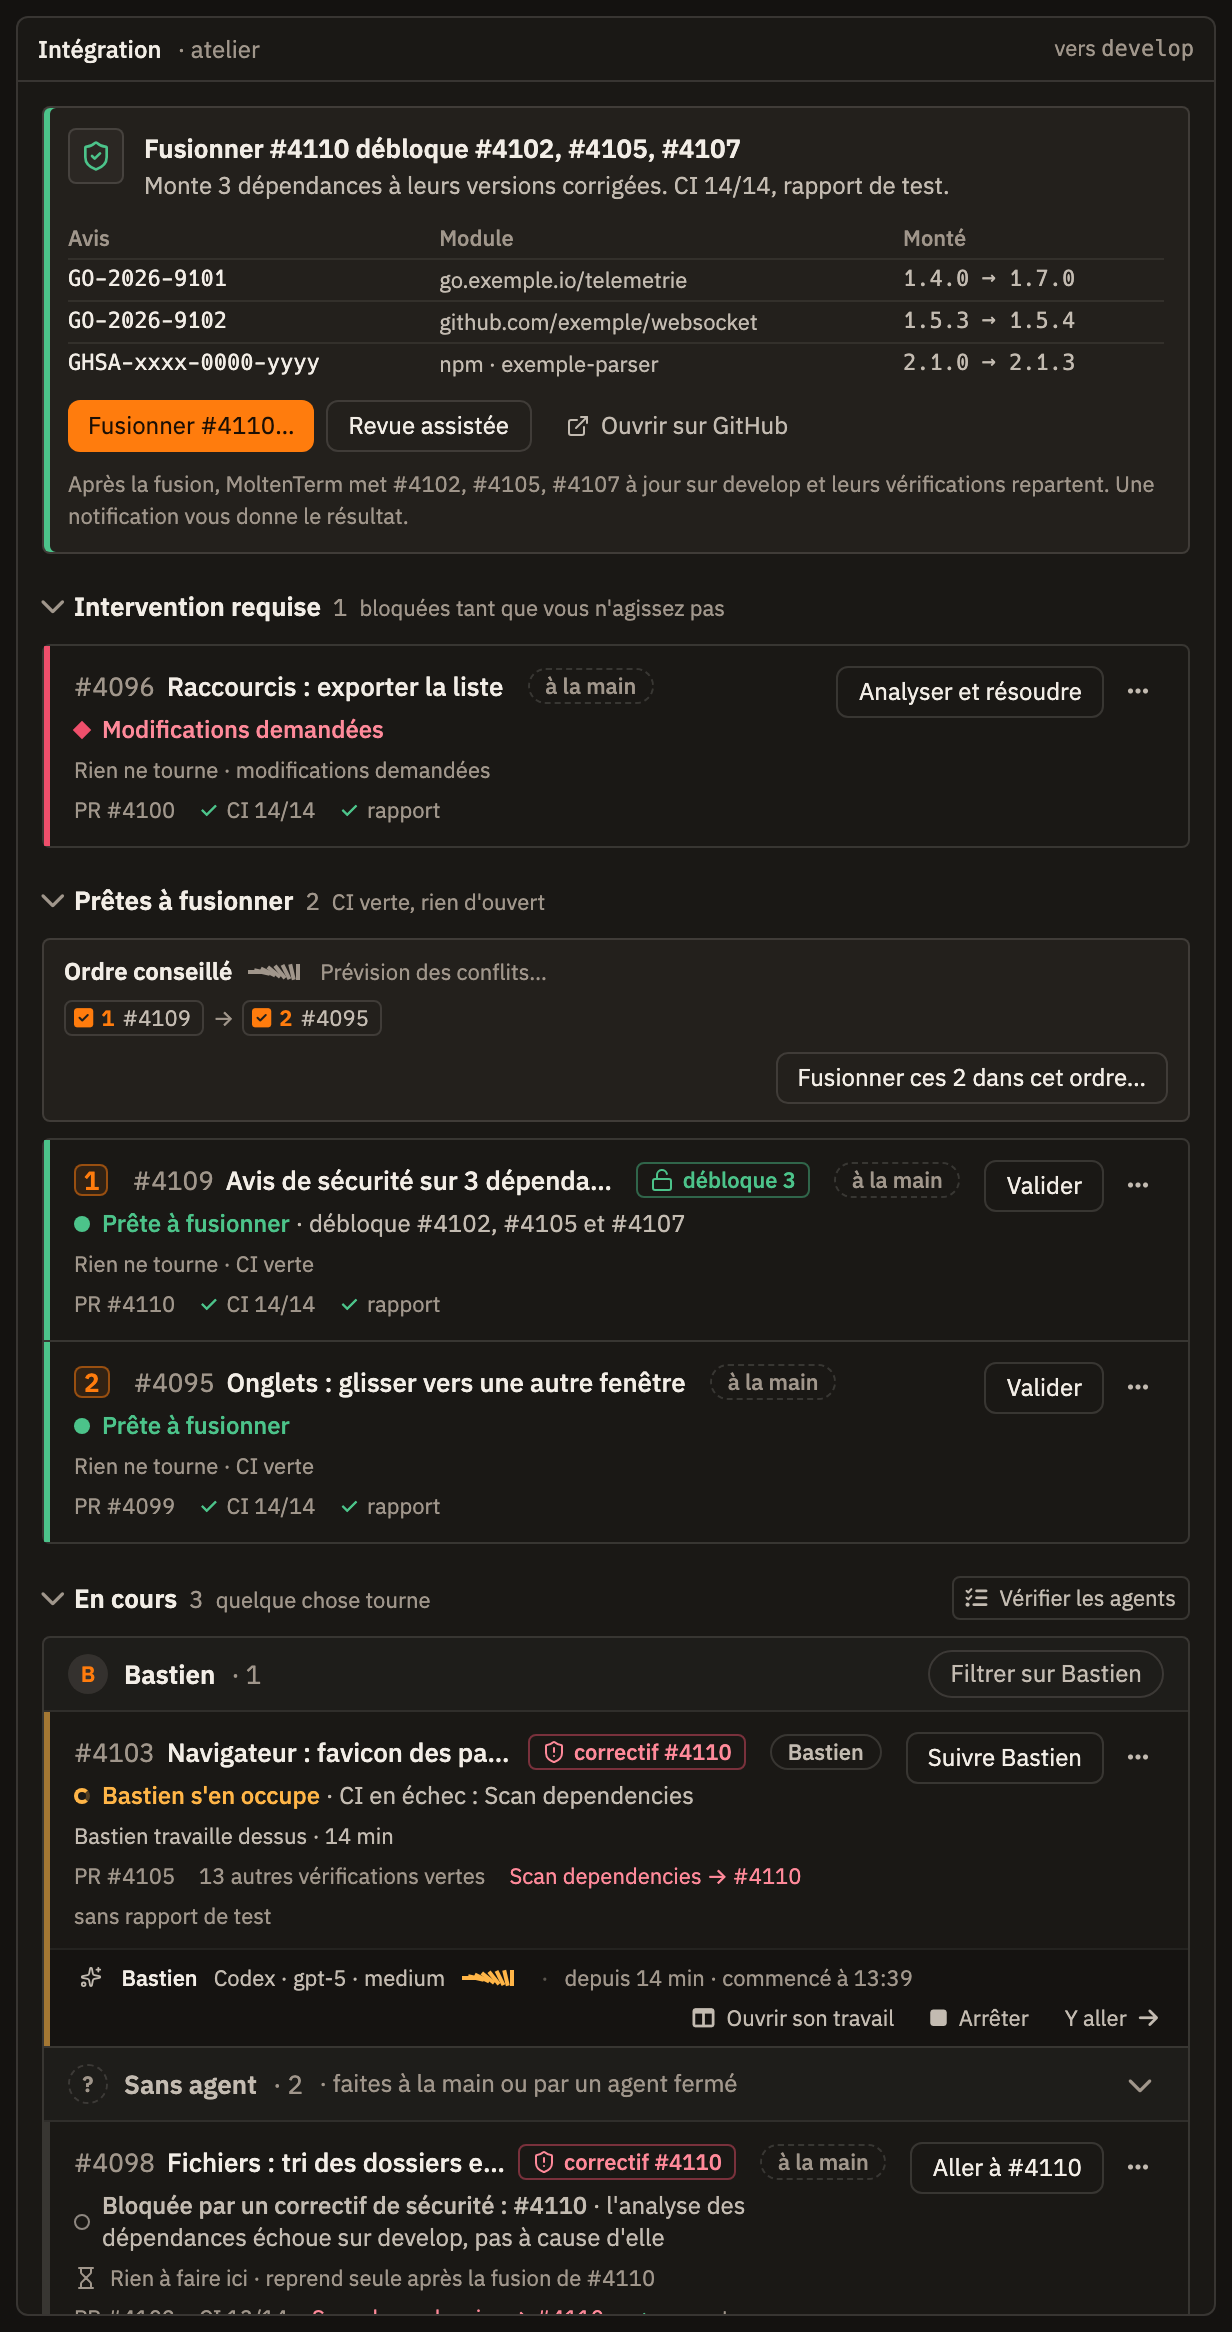 Intégration · atelier
vers develop
Fusionner #4110 débloque #4102, #4105, #4107
Monte 3 dépendances à leurs versions corrigées. CI 14/14, rapport de test.
Avis Module Monté
GO-2026-9101 go.exemple.io/telemetrie 1.4.0 → 1.7.0
GO-2026-9102 github.com/exemple/websocket 1.5.3 → 1.5.4
GHSA-xxxx-0000-yyyy npm · exemple-parser 2.1.0 → 2.1.3
Fusionner #4110... Revue assistée Ouvrir sur GitHub
Après la fusion, MoltenTerm met #4102, #4105, #4107 à jour sur develop et leurs vérifications repartent. Une
notification vous donne le résultat.
Intervention requise 1 bloquées tant que vous n'agissez pas
#4096 Raccourcis : exporter la liste à la main Analyser et résoudre ···
Modifications demandées
Rien ne tourne · modifications demandées
PR #4100 ✓ CI 14/14 ✓ rapport
Prêtes à fusionner 2 CI verte, rien d'ouvert
Ordre conseillé Prévision des conflits...
1 #4109 → 2 #4095
Fusionner ces 2 dans cet ordre...
1 #4109 Avis de sécurité sur 3 dépenda... débloque 3 à la main Valider ···
Prête à fusionner · débloque #4102, #4105 et #4107
Rien ne tourne · CI verte
PR #4110 ✓ CI 14/14 ✓ rapport
2 #4095 Onglets : glisser vers une autre fenêtre à la main Valider ···
Prête à fusionner
Rien ne tourne · CI verte
PR #4099 ✓ CI 14/14 ✓ rapport
En cours 3 quelque chose tourne Vérifier les agents
B Bastien · 1 Filtrer sur Bastien
#4103 Navigateur : favicon des pa... correctif #4110 Bastien Suivre Bastien ···
Bastien s'en occupe · CI en échec : Scan dependencies
Bastien travaille dessus · 14 min
PR #4105 13 autres vérifications vertes Scan dependencies → #4110
sans rapport de test
Bastien Codex · gpt-5 · medium · depuis 14 min · commencé à 13:39
Ouvrir son travail Arrêter Y aller →
? Sans agent · 2 · faites à la main ou par un agent fermé
#4098 Fichiers : tri des dossiers e... correctif #4110 à la main Aller à #4110 ···
Bloquée par un correctif de sécurité : #4110 · l'analyse des
dépendances échoue sur develop, pas à cause d'elle
Rien à faire ici · reprend seule après la fusion de #4110